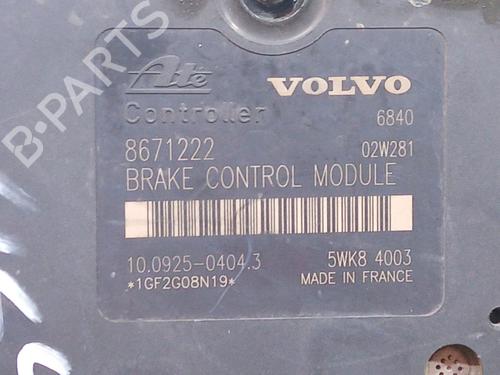 B-PARTS
Ate VOLVO
Controller 6840
8671222 02W281
BRAKE CONTROL MODULE
10.0925-0404.3 5WK8 4003
*1GF2G08N19* MADE IN FRANCE